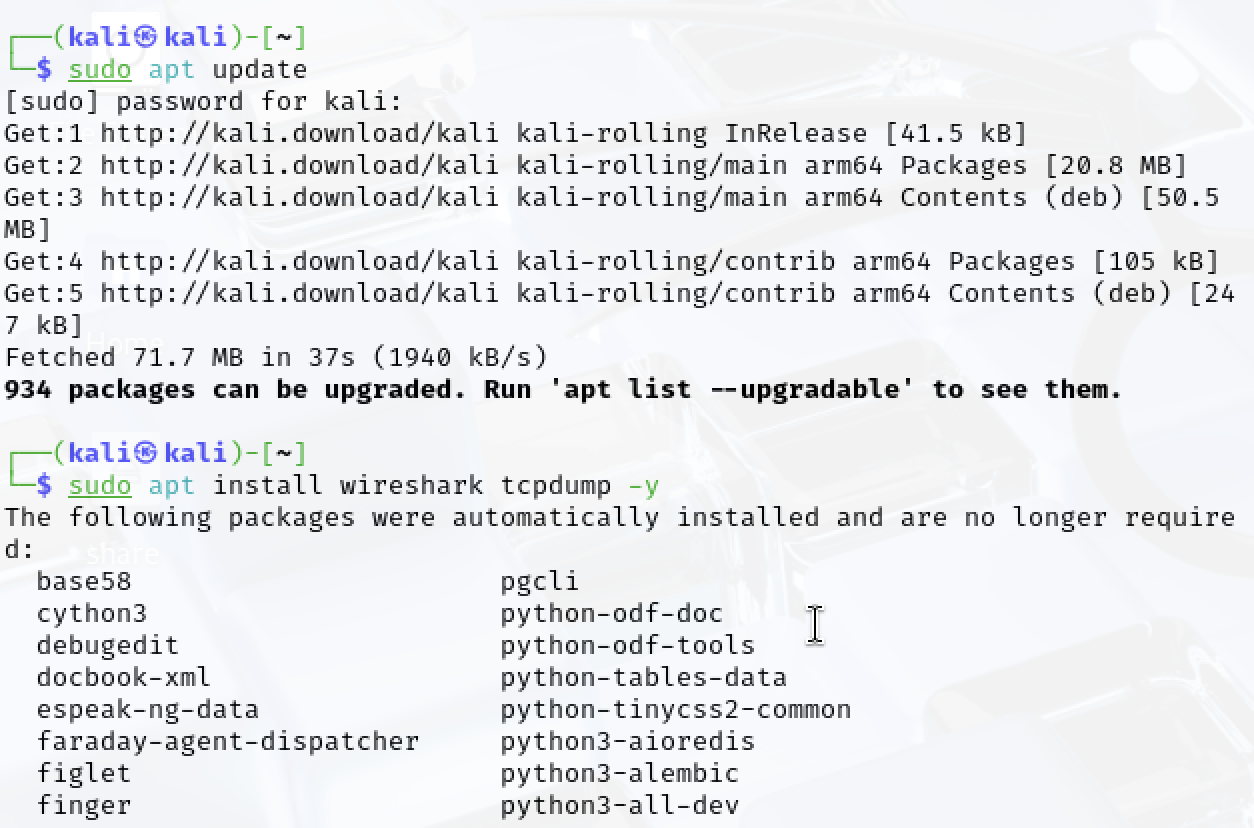 ┌──(kali㉿kali)-[~]
└─$ sudo apt update
[sudo] password for kali:
Get:1 http://kali.download/kali kali-rolling InRelease [41.5 kB]
Get:2 http://kali.download/kali kali-rolling/main arm64 Packages [20.8 MB]
Get:3 http://kali.download/kali kali-rolling/main arm64 Contents (deb) [50.5
MB]
Get:4 http://kali.download/kali kali-rolling/contrib arm64 Packages [105 kB]
Get:5 http://kali.download/kali kali-rolling/contrib arm64 Contents (deb) [24
7 kB]
Home
Fetched 71.7 MB in 37s (1940 kB/s)
934 packages can be upgraded. Run 'apt list --upgradable' to see them.
┌──(kali㉿kali)-[~]
└─$ sudo apt install wireshark tcpdump -y
The following packages were automatically installed and are no longer require
d:
share
base58 pgcli
cython3 python-odf-doc
debugedit python-odf-tools
docbook-xml python-tables-data
espeak-ng-data python-tinycss2-common
faraday-agent-dispatcher python3-aioredis
figlet python3-alembic
finger python3-all-dev